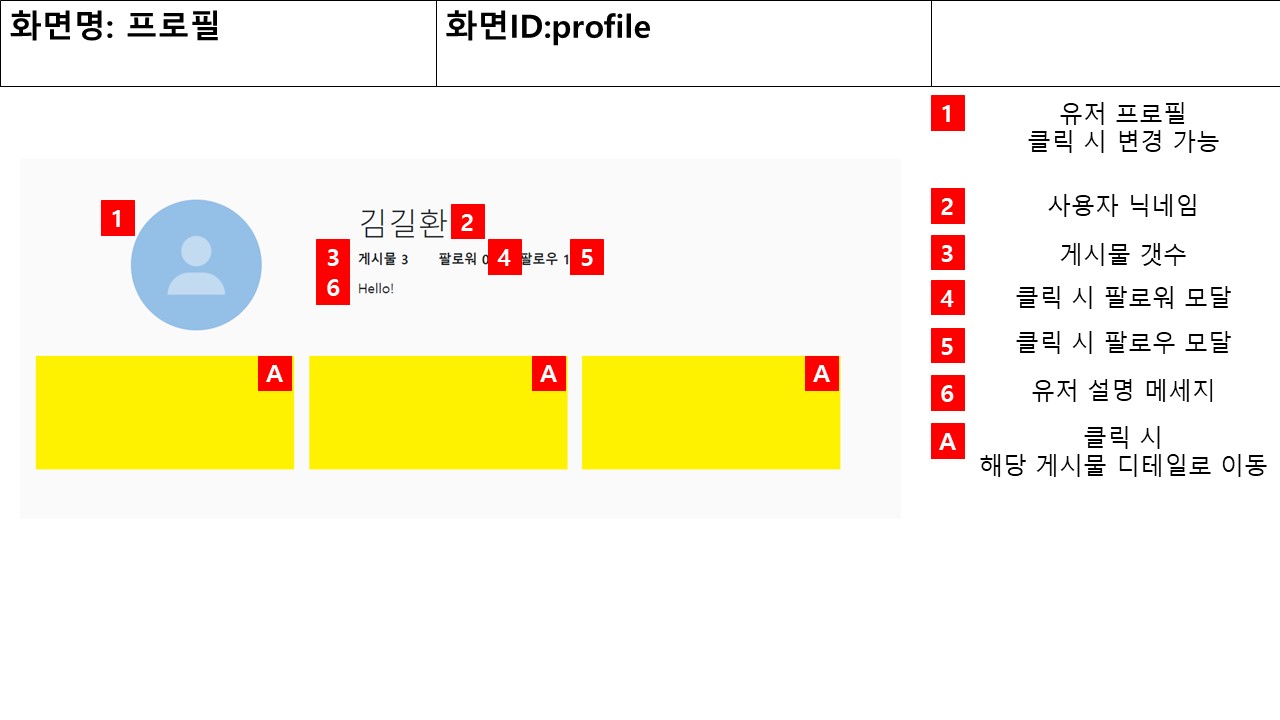 화면명: 프로필
화면ID:profile
1
유저 프로필
클릭 시 변경 가능
2
사용자 닉네임
3
게시물 갯수
4
클릭 시 팔로워 모달
5
클릭 시 팔로우 모달
6
유저 설명 메세지
A
클릭 시
해당 게시물 디테일로 이동
1
김길환 2
3 게시물 3 팔로워 0 4 팔로우 1 5
6 Hello!
A A A